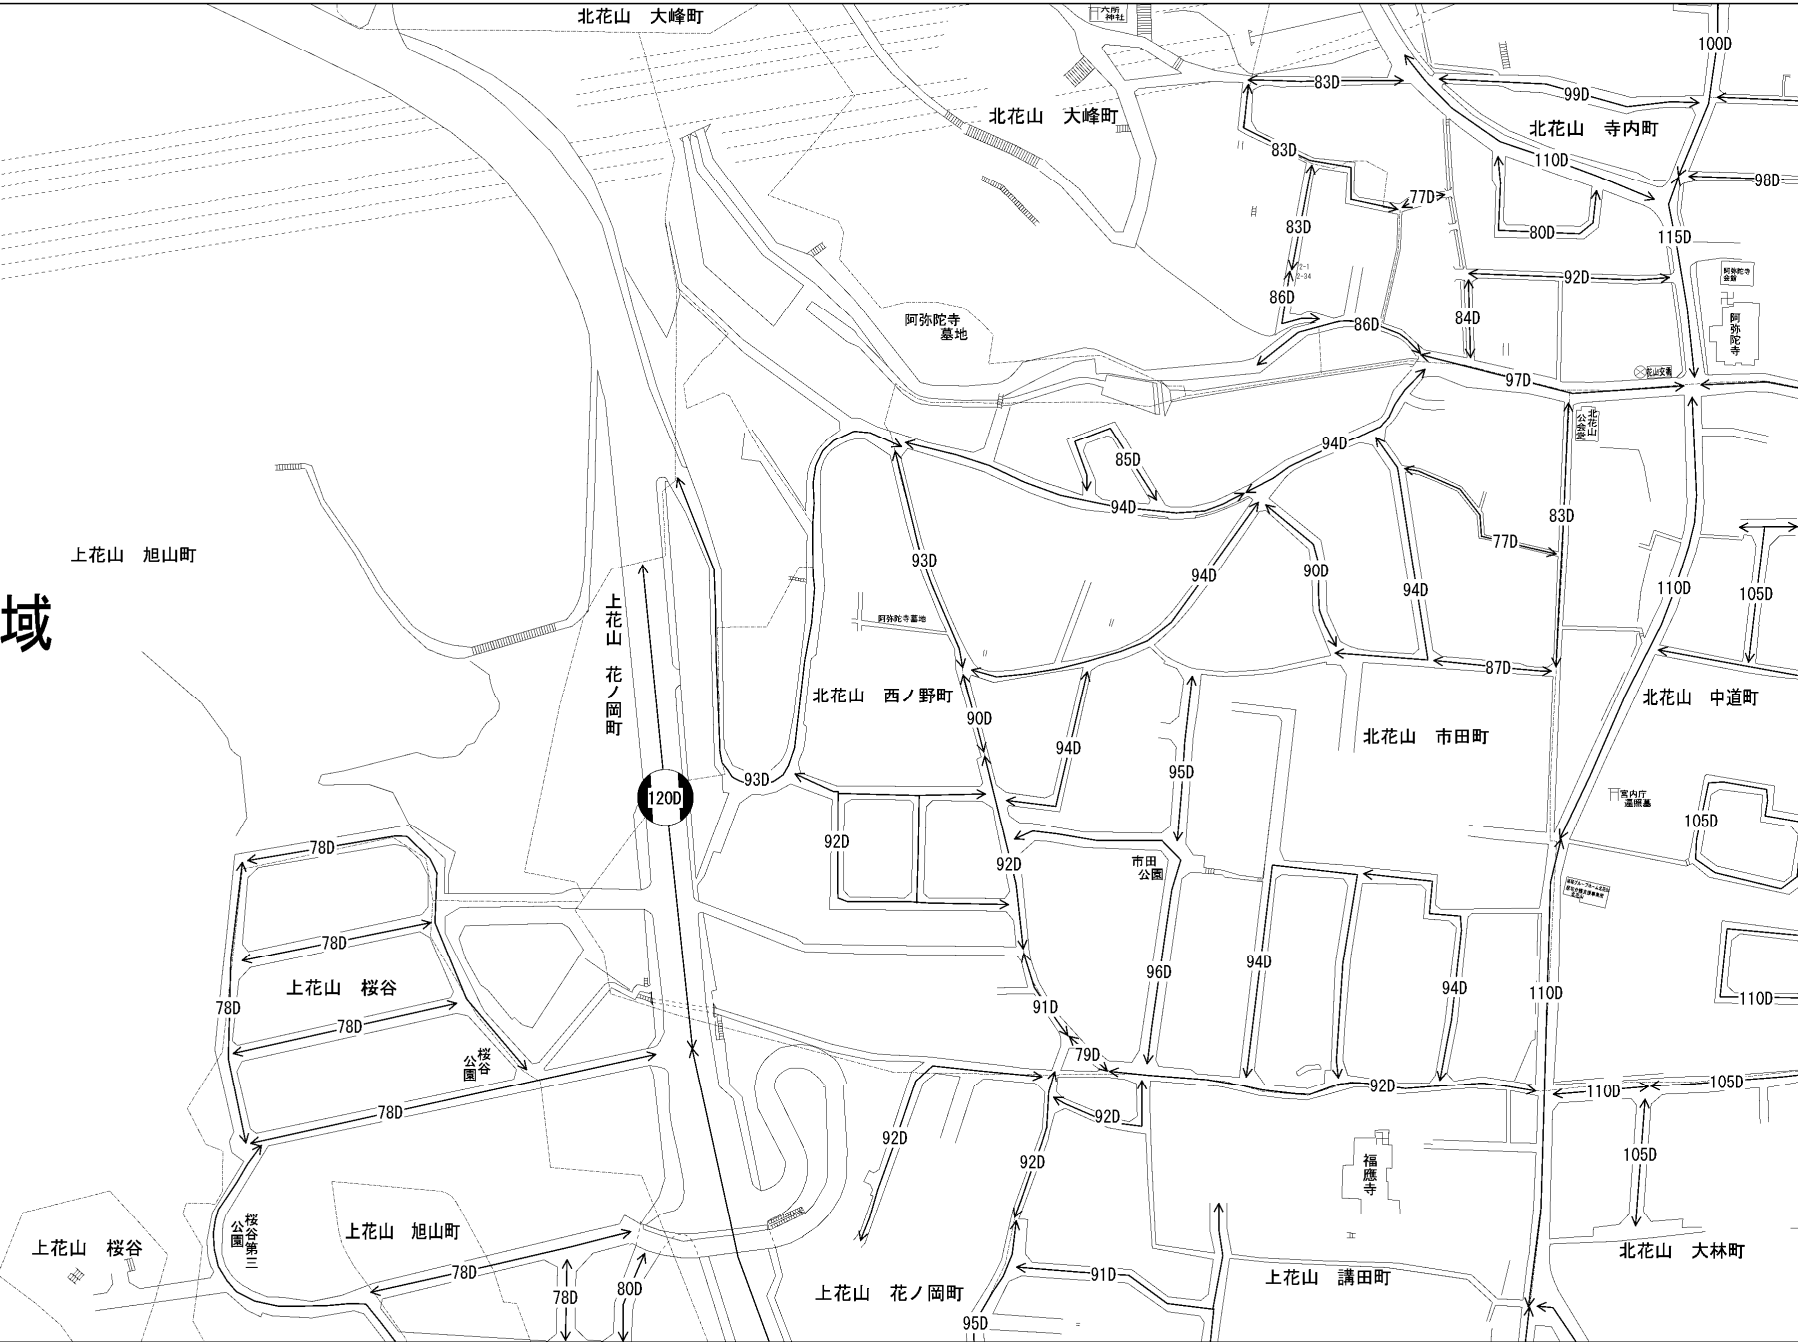 北花山 大峰町
六所
神社
100D
83D
99D
北花山 大峰町
北花山 寺内町
83D
110D
98D
77D
83D
80D
115D
92D
阿弥陀寺
会館
86D
阿弥陀寺
墓地
86D
84D
阿弥陀寺
97D
花山交番
北花山
公会堂
94D
85D
94D
83D
77D
上花山 旭山町
93D
94D
90D
94D
110D
105D
域
上花山 花ノ岡町
阿弥陀寺墓地
87D
北花山 西ノ野町
北花山 中道町
90D
94D
北花山 市田町
95D
93D
120D
宮内庁
遍照墓
105D
78D
92D
92D
市田
公園
78D
94D
96D
上花山 桜谷
94D
110D
110D
78D
78D
91D
桜谷
公園
79D
92D
110D
105D
78D
92D
92D
92D
105D
福應寺
桜谷第三
公園
上花山 旭山町
上花山 桜谷
北花山 大林町
78D
91D
上花山 講田町
78D
80D
上花山 花ノ岡町
95D